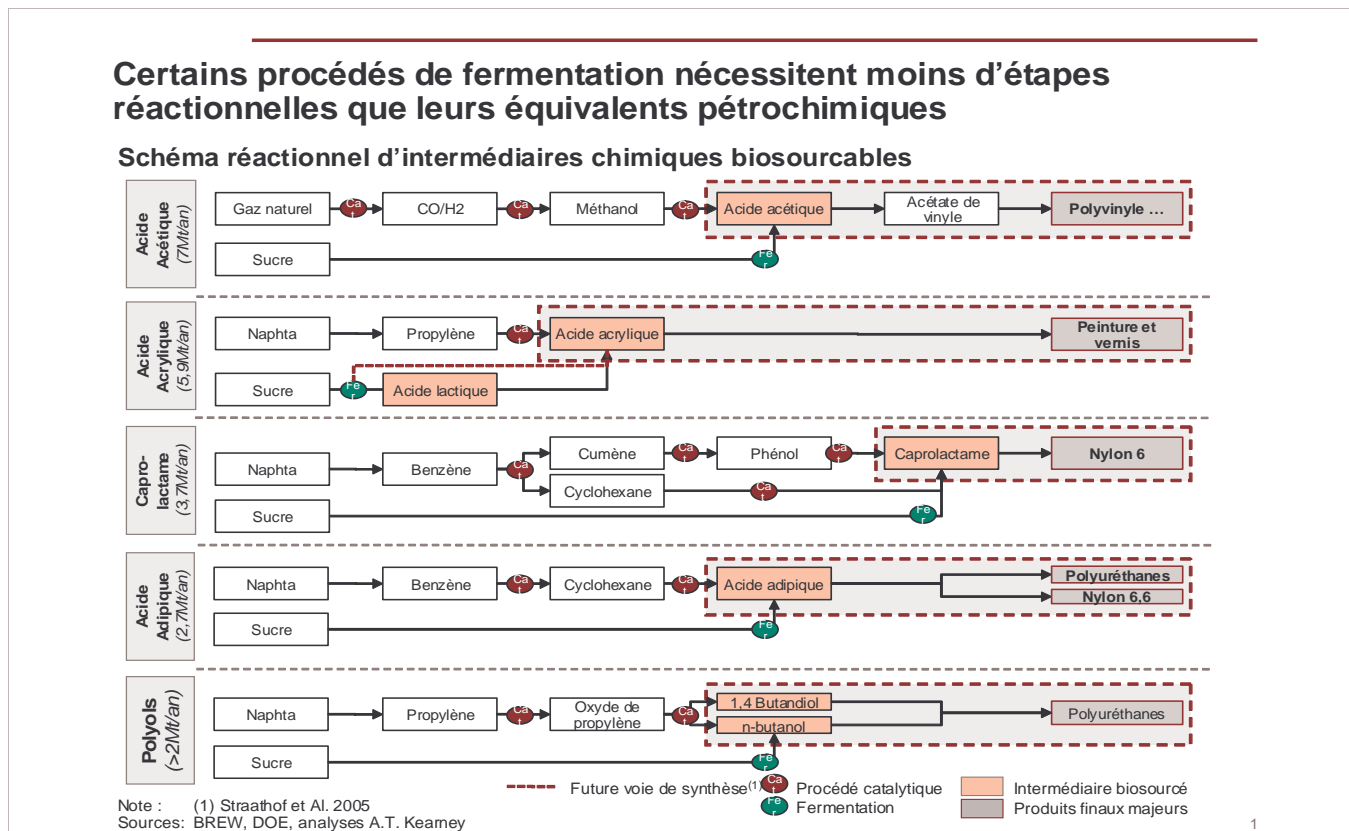 Certains procédés de fermentation nécessitent moins d'étapes
réactionnelles que leurs équivalents pétrochimiques
Schéma réactionnel d'intermédiaires chimiques biosourcables
Acide
Acétique
(7Mt/an)
Gaz naturel
Ca
t
CO/H2
Ca
t
Méthanol
Ca
t
Acide acétique
Acétate de
vinyle
Polyvinyle …
Sucre
Fe
r
Acide
Acrylique
(5,9Mt/an)
Naphta
Propylène
Ca
t
Acide acrylique
Peinture et
vernis
Sucre
Fe
r
Acide lactique
Capro-
lactame
(3,7Mt/an)
Naphta
Benzène
Ca
t
Cumène
Ca
t
Phénol
Ca
t
Caprolactame
Nylon 6
Cyclohexane
Ca
t
Sucre
Fe
r
Acide
Adipique
(2,7Mt/an)
Naphta
Benzène
Ca
t
Cyclohexane
Ca
t
Acide adipique
Polyuréthanes
Nylon 6,6
Sucre
Fe
r
Polyols
(>2Mt/an)
Naphta
Propylène
Ca
t
Oxyde de
propylène
Ca
t
1,4 Butandiol
n-butanol
Polyuréthanes
Sucre
Fe
r
Future voie de synthèse(1)
Ca
t
Procédé catalytique
Fe
r
Fermentation
Intermédiaire biosourcé
Produits finaux majeurs
Note : (1) Straathof et Al. 2005
Sources: BREW, DOE, analyses A.T. Kearney
1